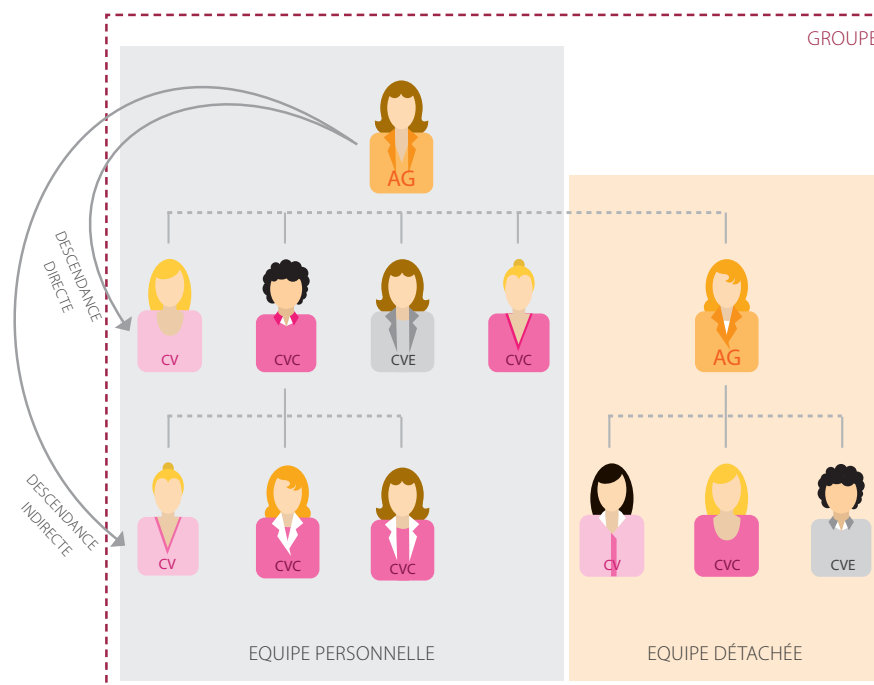 GROUPE
AG
DESCENDANCE
DIRECTE
CV
CVC
CVE
CVC
AG
DESCENDANCE
INDIRECTE
CV
CVC
CVC
CV
CVC
CVE
EQUIPE PERSONNELLE
EQUIPE DÉTACHÉE